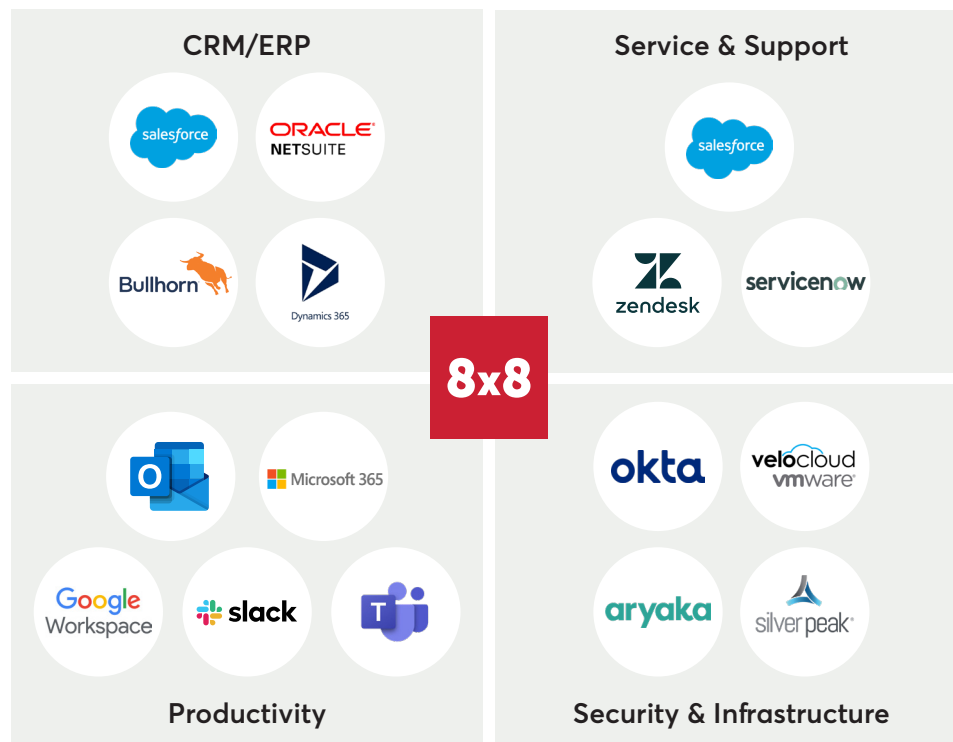 CRM/ERP
salesforce
ORACLE®
NETSUITE
Bullhorn
Dynamics 365
Service & Support
salesforce
zendesk
servicenow
8x8
O
Microsoft 365
Google
Workspace
slack
T
Productivity
okta
velocloud
vmware®
aryaka
silver peak®
Security & Infrastructure